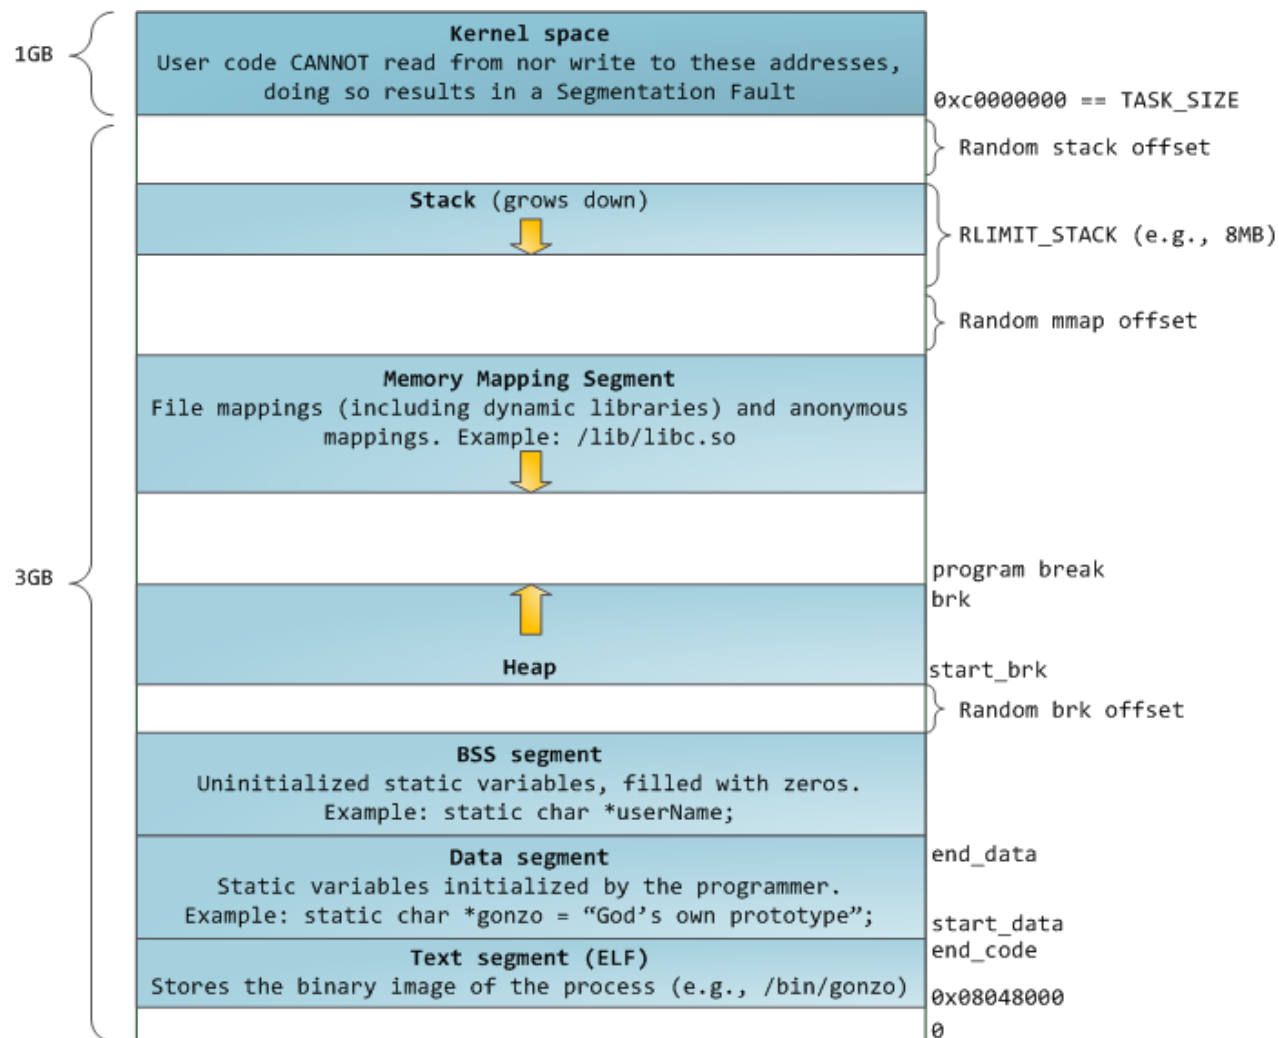 1GB
Kernel space
User code CANNOT read from nor write to these addresses,
doing so results in a Segmentation Fault
0xc0000000 == TASK_SIZE
Random stack offset
Stack (grows down)
RLIMIT_STACK (e.g., 8MB)
Random mmap offset
Memory Mapping Segment
File mappings (including dynamic libraries) and anonymous
mappings. Example: /lib/libc.so
3GB
program break
brk
Heap
start_brk
Random brk offset
BSS segment
Uninitialized static variables, filled with zeros.
Example: static char *userName;
Data segment
Static variables initialized by the programmer.
Example: static char *gonzo = “God’s own prototype”;
end_data
start_data
end_code
Text segment (ELF)
Stores the binary image of the process (e.g., /bin/gonzo)
0x08048000
0